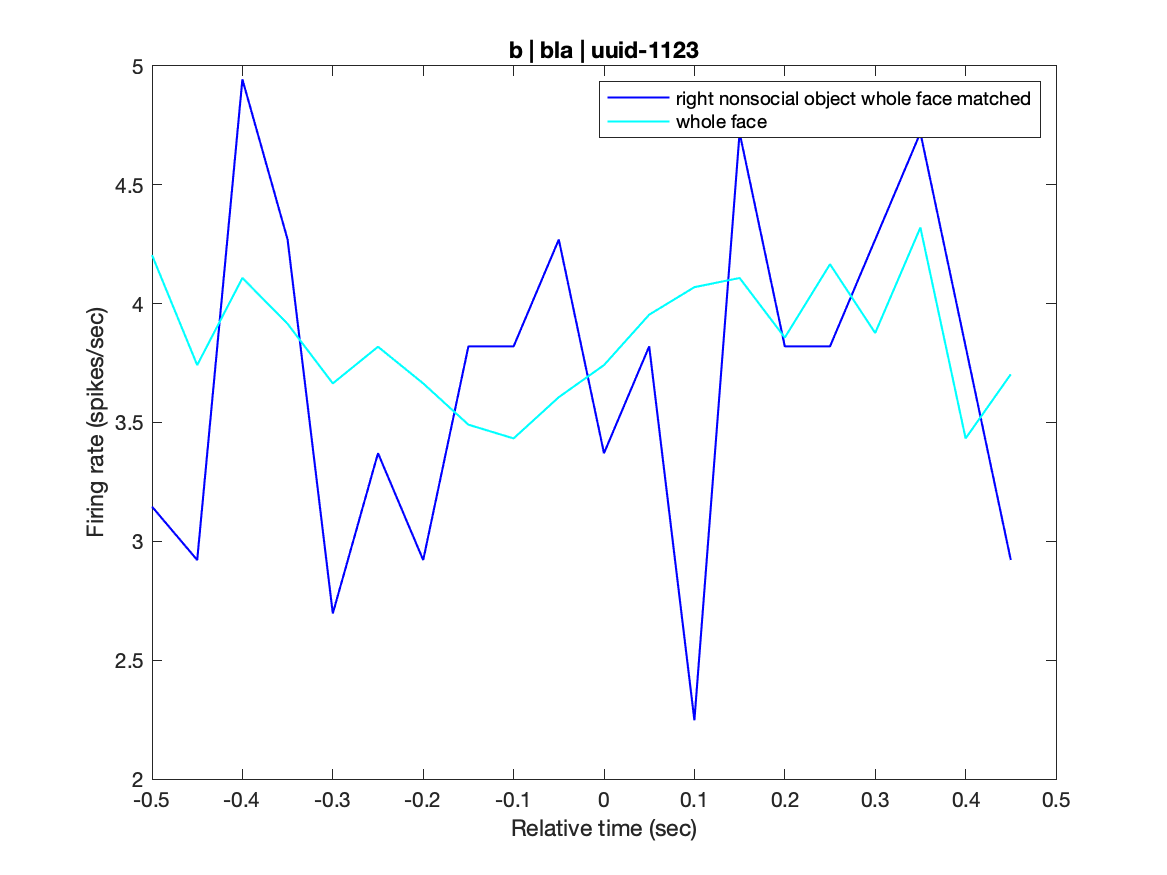 b | bla | uuid-1123
right nonsocial object whole face matched
whole face
5
4.5
4
3.5
3
2.5
2
Firing rate (spikes/sec)
-0.5 -0.4 -0.3 -0.2 -0.1 0 0.1 0.2 0.3 0.4 0.5
Relative time (sec)